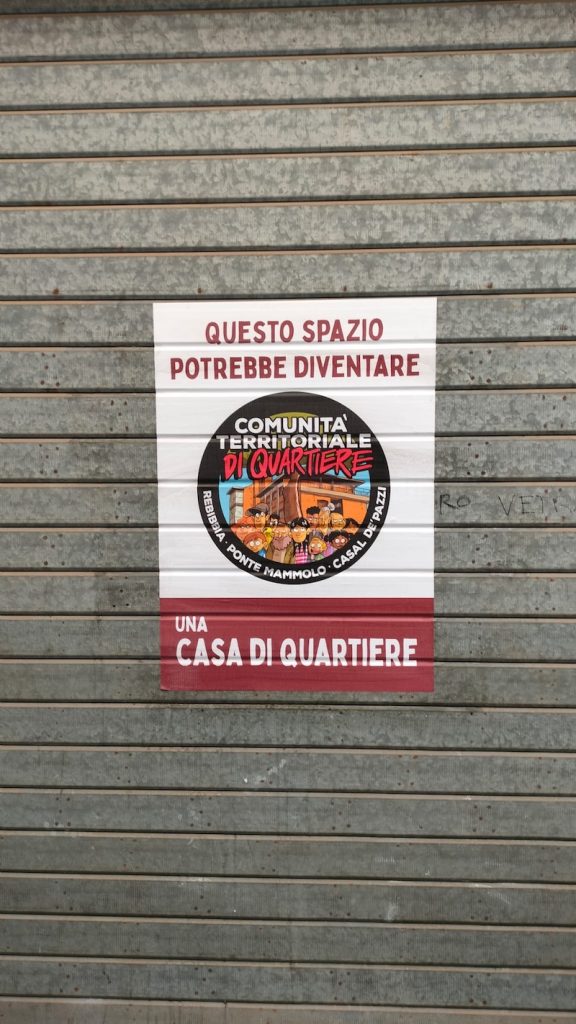 QUESTO SPAZIO
POTREBBE DIVENTARE
COMUNITA'
TERRITORIALE
DI QUARTIERE
REBIBBIA · PONTE MAMMOLO · CASAL DE' PAZZI
UNA
CASA DI QUARTIERE